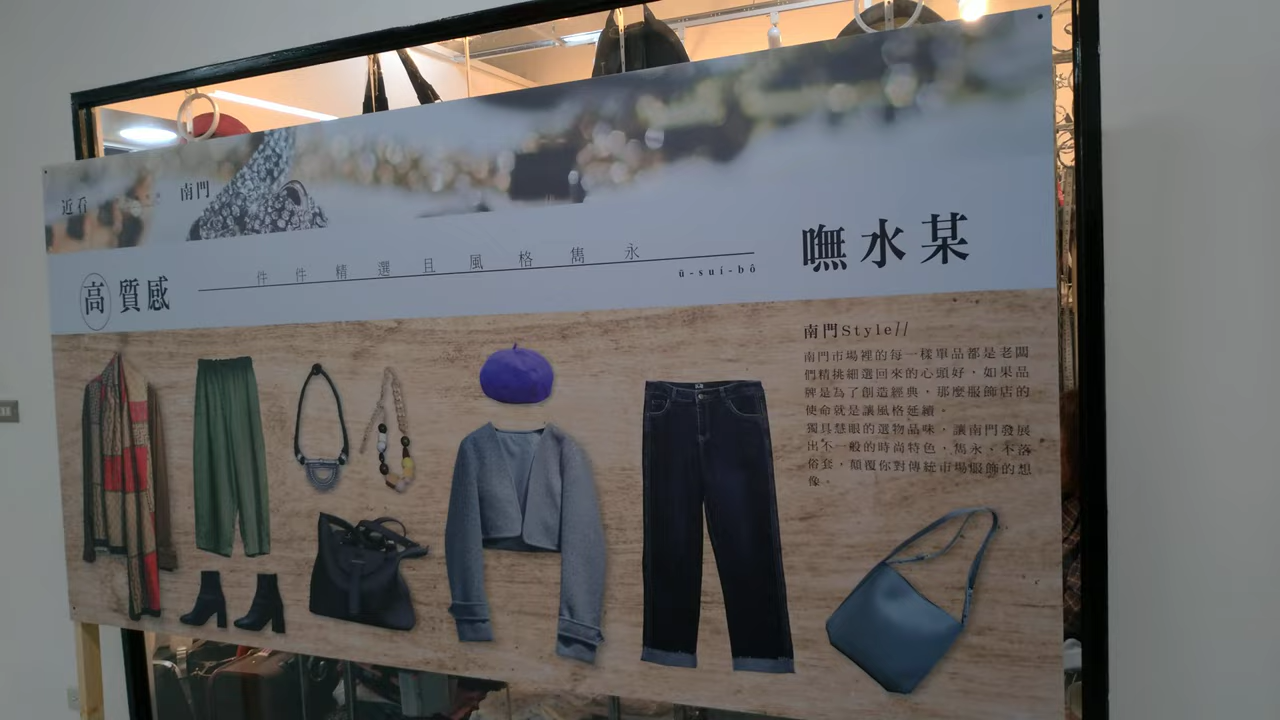 近看
南門
高質感
件件精選且風格雋永
ū-suí-bô
嘸水某
南門Style//
南門市場裡的每一樣單品都是老闆
們精挑細選回來的心頭好，如果品
牌是為了創造經典，那麼服飾店的
使命就是讓風格延續。
獨具慧眼的選物品味，讓南門發展
出不一般的時尚特色，雋永、不落
俗套，顛覆你對傳統市場服飾的想
像。